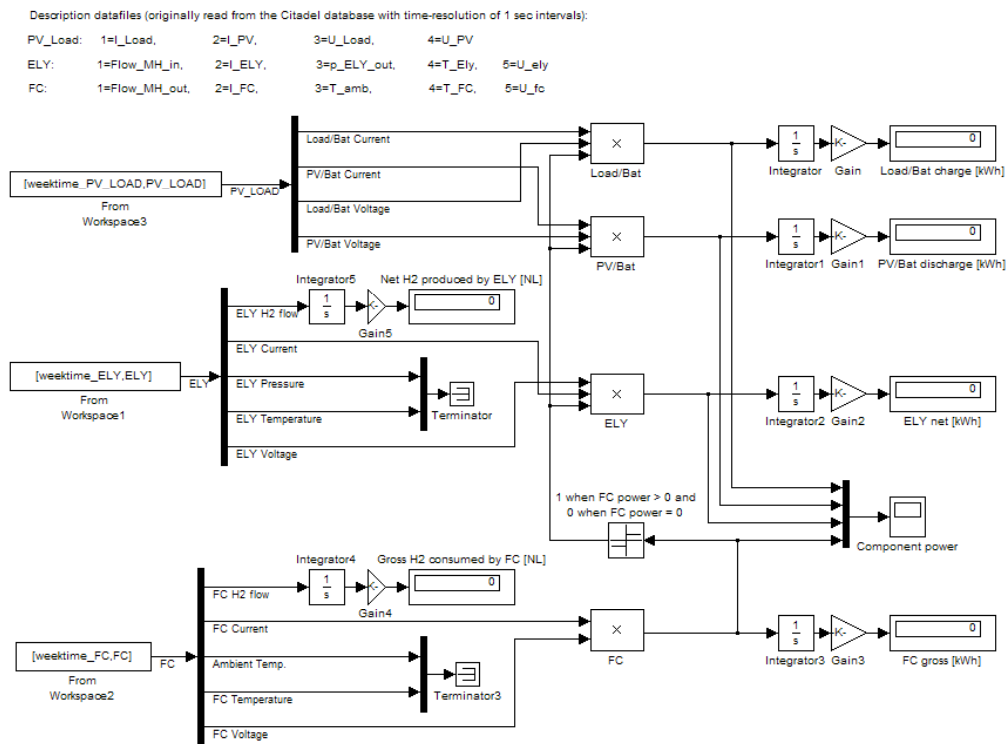 Description datafiles (originally read from the Citadel database with time-resolution of 1 sec intervals):
PV_Load: 1=I_Load, 2=I_PV, 3=U_Load, 4=U_PV
ELY: 1=Flow_MH_in, 2=I_ELY, 3=p_ELY_out, 4=T_Ely, 5=U_ely
FC: 1=Flow_MH_out, 2=I_FC, 3=T_amb, 4=T_FC, 5=U_fc
[weektime_PV_LOAD,PV_LOAD]
From
Workspace3
PV_LOAD
Load/Bat Current
PV/Bat Current
Load/Bat Voltage
PV/Bat Voltage
×
Load/Bat
1
s
Integrator
-K-
Gain
0
Load/Bat charge [kWh]
×
PV/Bat
1
s
Integrator1
-K-
Gain1
0
PV/Bat discharge [kWh]
[weektime_ELY,ELY]
From
Workspace1
ELY
ELY H2 flow
ELY Current
ELY Pressure
ELY Temperature
ELY Voltage
Integrator5
1
s
-K-
Gain5
Net H2 produced by ELY [NL]
0
Terminator
×
ELY
1
s
Integrator2
-K-
Gain2
0
ELY net [kWh]
1 when FC power > 0 and
0 when FC power = 0
Component power
[weektime_FC,FC]
From
Workspace2
FC
FC H2 flow
FC Current
Ambient Temp.
FC Temperature
FC Voltage
Integrator4
1
s
-K-
Gain4
Gross H2 consumed by FC [NL]
0
Terminator3
×
FC
1
s
Integrator3
-K-
Gain3
0
FC gross [kWh]